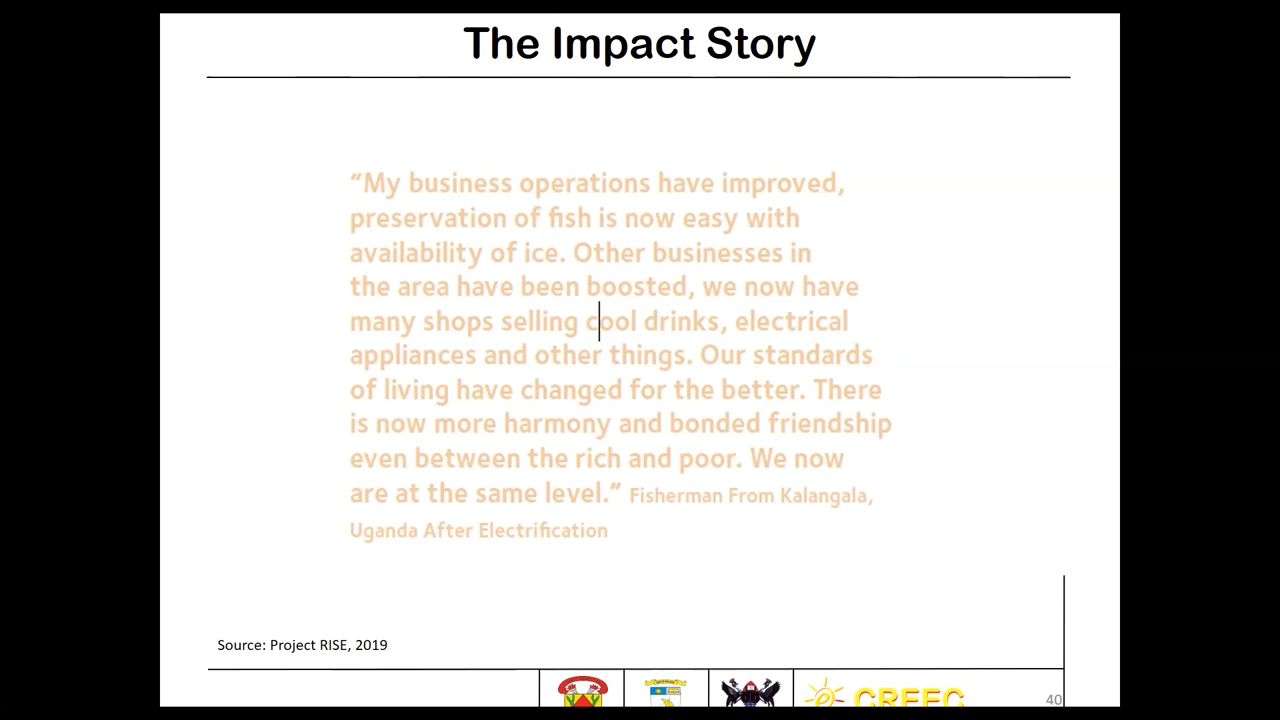 The Impact Story
“My business operations have improved,
preservation of fish is now easy with
availability of ice. Other businesses in
the area have been boosted, we now have
many shops selling cool drinks, electrical
appliances and other things. Our standards
of living have changed for the better. There
is now more harmony and bonded friendship
even between the rich and poor. We now
are at the same level.” Fisherman From Kalangala,
Uganda After Electrification
Source: Project RISE, 2019
CREEC
40